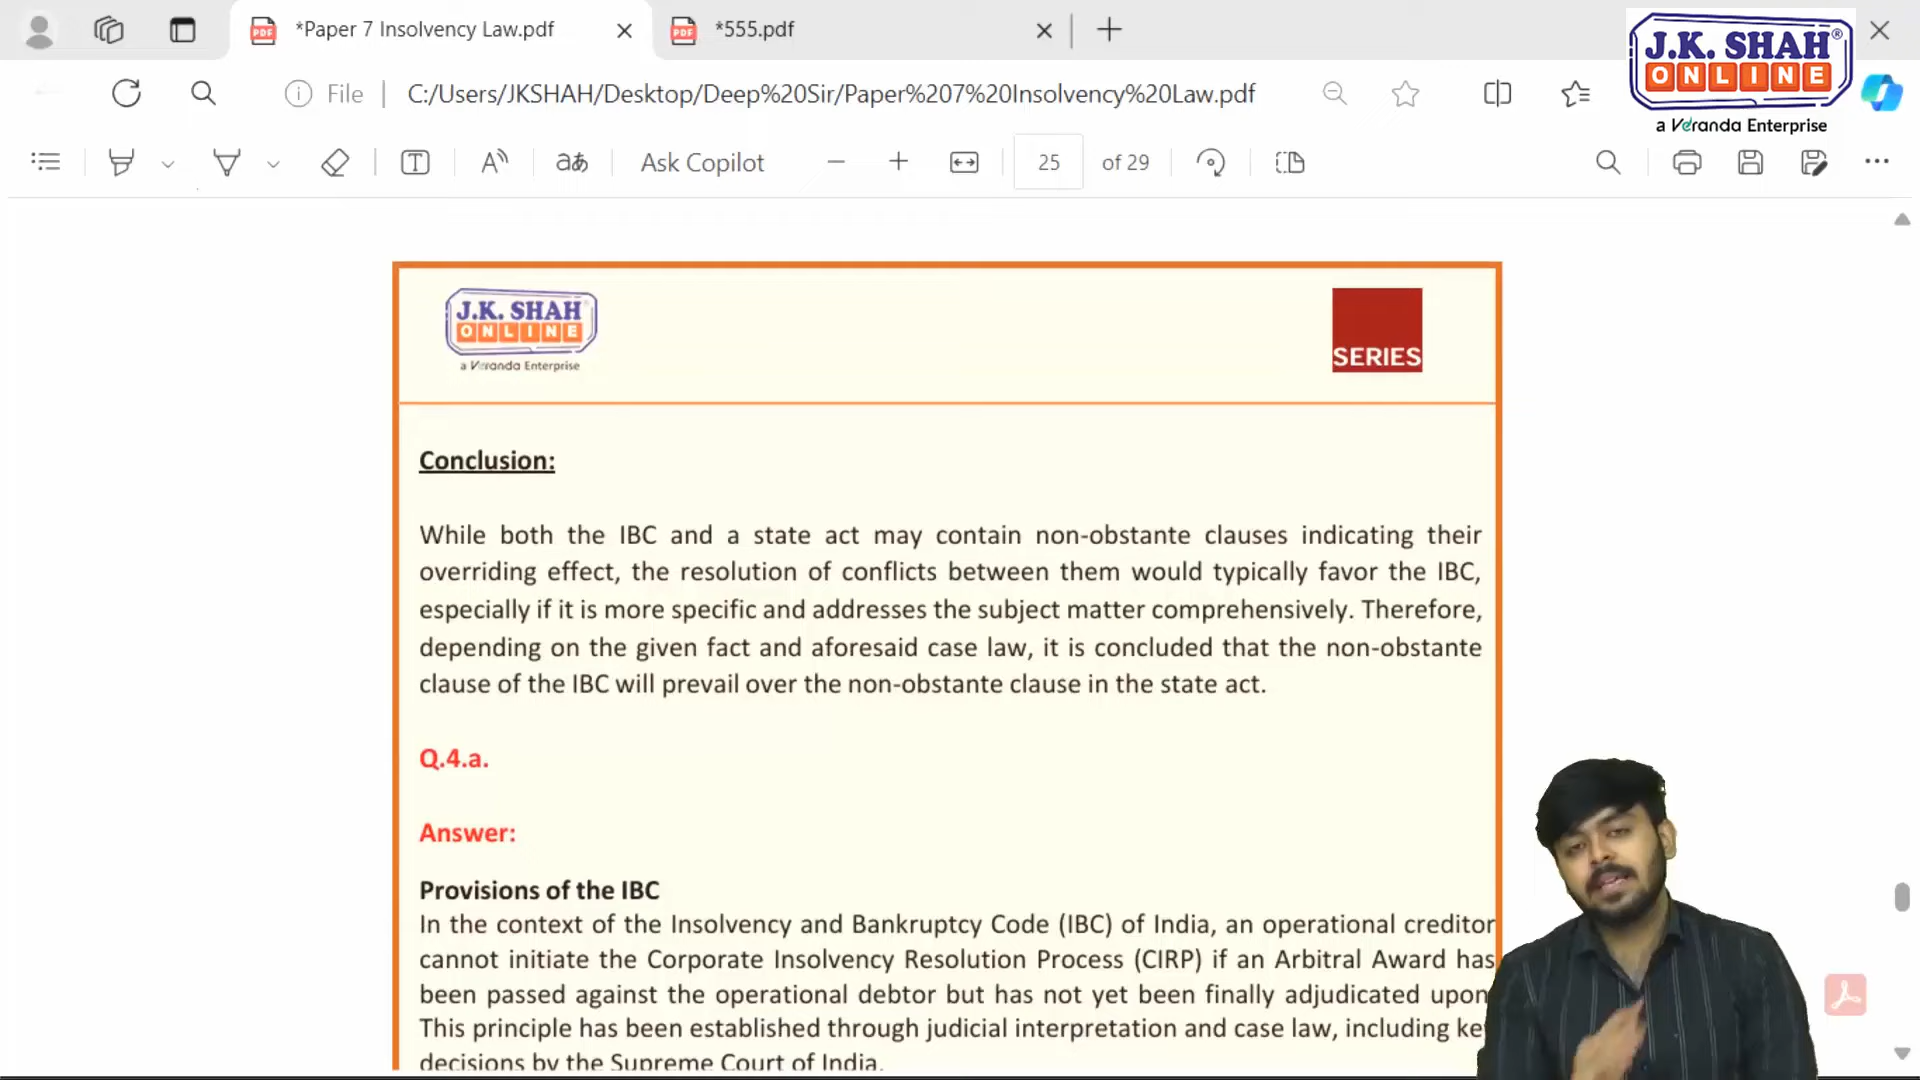 *Paper 7 Insolvency Law.pdf
*555.pdf
J.K. SHAH®
ONLINE
a Veranda Enterprise
File
C:/Users/JKSHAH/Desktop/Deep%20Sir/Paper%207%20Insolvency%20Law.pdf
Ask Copilot
25
of 29
J.K. SHAH
ONLINE
a Veranda Enterprise
SERIES
Conclusion:
While both the IBC and a state act may contain non-obstante clauses indicating their
overriding effect, the resolution of conflicts between them would typically favor the IBC,
especially if it is more specific and addresses the subject matter comprehensively. Therefore,
depending on the given fact and aforesaid case law, it is concluded that the non-obstante
clause of the IBC will prevail over the non-obstante clause in the state act.
Q.4.a.
Answer:
Provisions of the IBC
In the context of the Insolvency and Bankruptcy Code (IBC) of India, an operational creditor
cannot initiate the Corporate Insolvency Resolution Process (CIRP) if an Arbitral Award has
been passed against the operational debtor but has not yet been finally adjudicated upon
This principle has been established through judicial interpretation and case law, including ke
decisions by the Supreme Court of India.